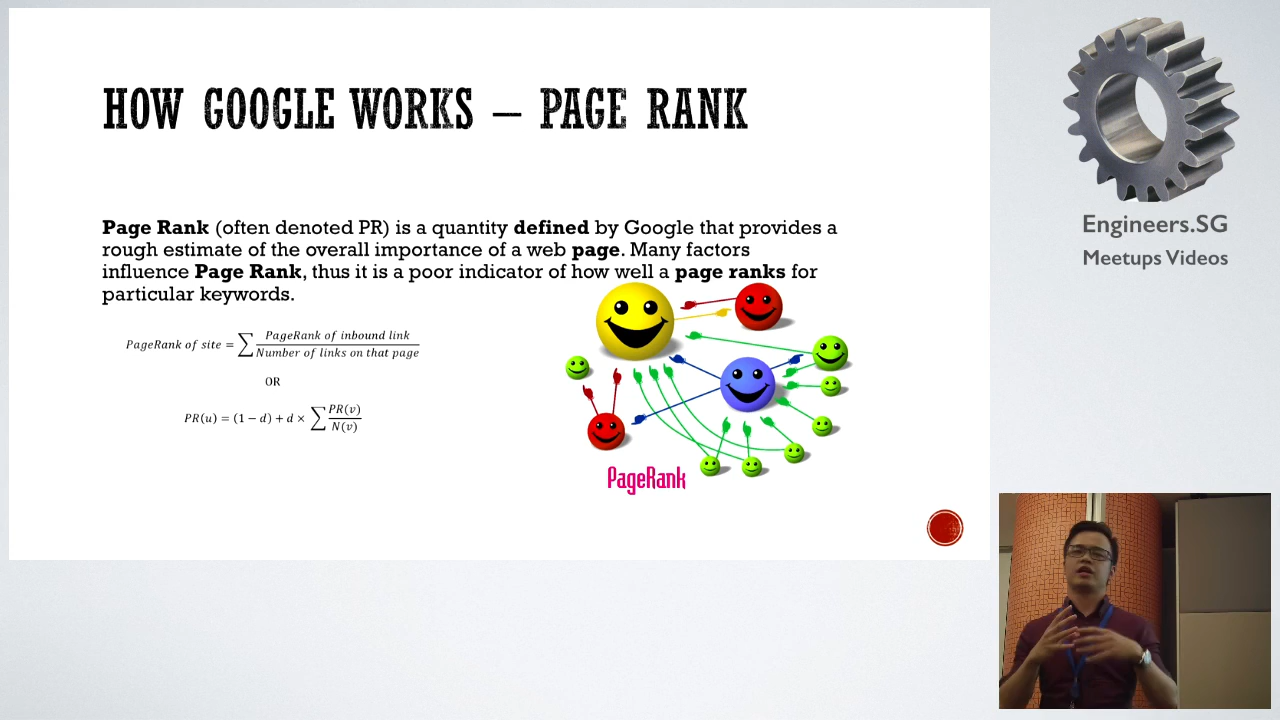 HOW GOOGLE WORKS – PAGE RANK
Page Rank (often denoted PR) is a quantity defined by Google that provides a
rough estimate of the overall importance of a web page. Many factors
influence Page Rank, thus it is a poor indicator of how well a page ranks for
particular keywords.
PageRank of site = ∑ PageRank of inbound link / Number of links on that page
OR
PR(u) = (1 − d) + d × ∑ PR(v) / N(v)
PageRank
Engineers.SG
Meetups Videos